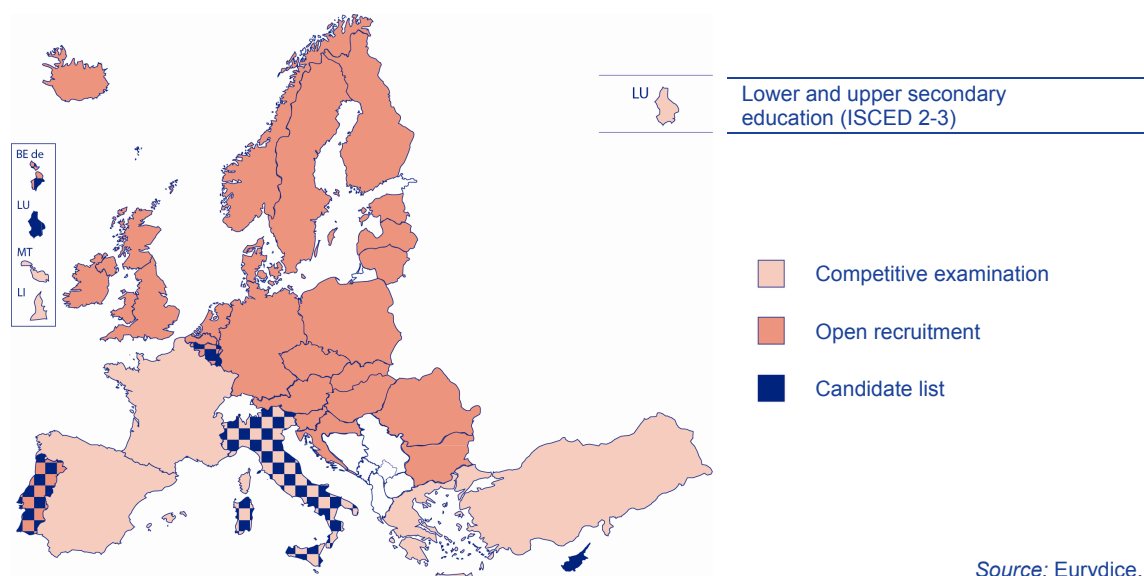 LU
Lower and upper secondary
education (ISCED 2-3)
BE de
LU
MT
LI
Competitive examination
Open recruitment
Candidate list
Source: Eurydice.